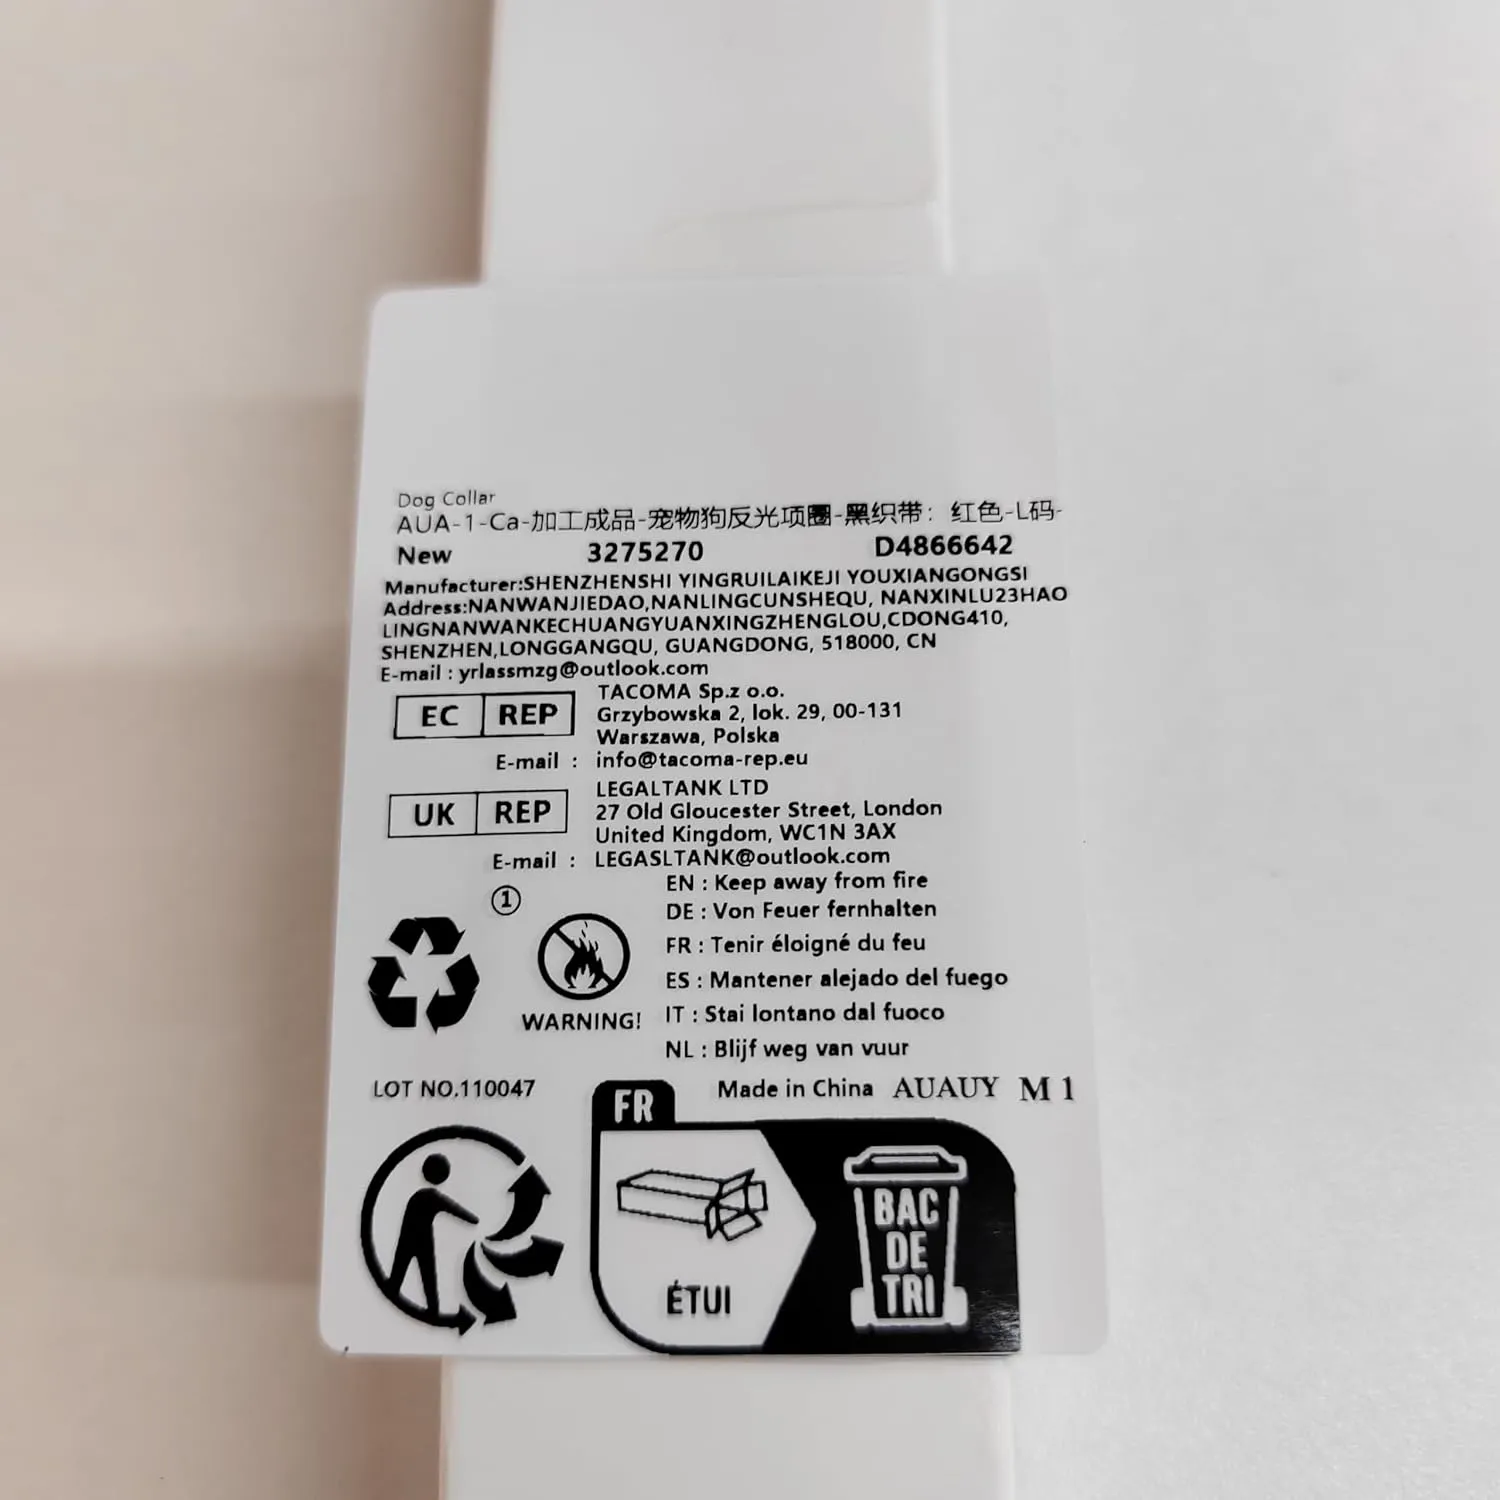 Dog Collar
AUA-1-Ca-加工成品-宠物狗反光项圈-黑织带：红色-L码-
New 3275270 D4866642
Manufacturer:SHENZHENSHI YINGRUILAIKEJI YOUXIANGONGSI
Address:NANWANJIEDAO,NANLINGCUNSHEQU, NANXINLU23HAO
LINGNANWANKECHUANGYUANXINGZHENGLOU,CDONG410,
SHENZHEN,LONGGANGQU, GUANGDONG, 518000, CN
E-mail : yrlassmzg@outlook.com
EC REP
TACOMA Sp.z o.o.
Grzybowska 2, lok. 29, 00-131
Warszawa, Polska
E-mail : info@tacoma-rep.eu
UK REP
LEGALTANK LTD
27 Old Gloucester Street, London
United Kingdom, WC1N 3AX
E-mail : LEGASLTANK@outlook.com
①
WARNING!
EN : Keep away from fire
DE : Von Feuer fernhalten
FR : Tenir éloigné du feu
ES : Mantener alejado del fuego
IT : Stai lontano dal fuoco
NL : Blijf weg van vuur
LOT NO.110047
Made in China AUAUY M 1
FR
ÉTUI
BAC
DE
TRI